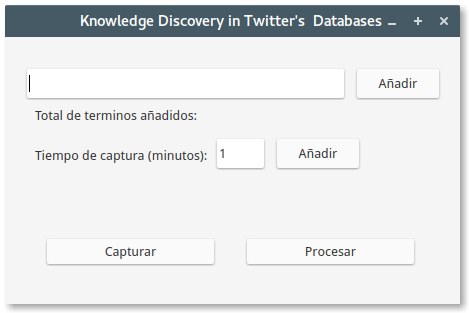 Knowledge Discovery in Twitter's Databases
Añadir
Total de terminos añadidos:
Tiempo de captura (minutos): 1 Añadir
Capturar Procesar